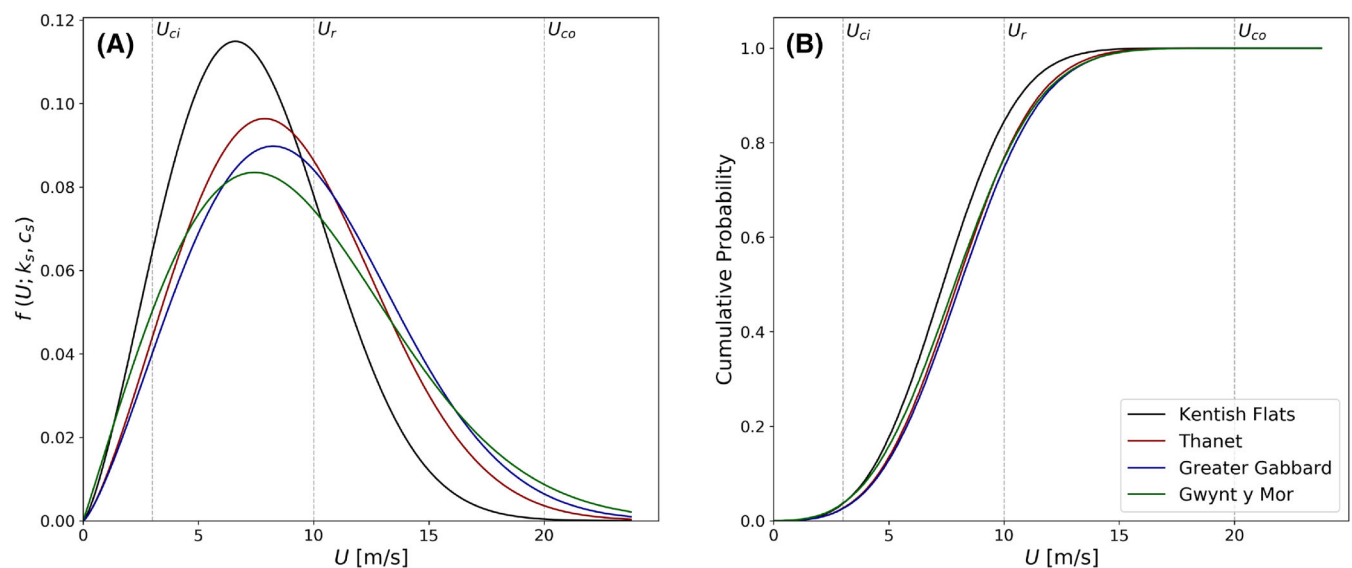 (A)
U_ci
U_r
U_co
0.12
0.10
0.08
0.06
0.04
0.02
0.00
f (U; k_s, c_s)
0
5
10
15
20
U [m/s]
(B)
U_ci
U_r
U_co
1.0
0.8
0.6
0.4
0.2
0.0
Cumulative Probability
0
5
10
15
20
U [m/s]
Kentish Flats
Thanet
Greater Gabbard
Gwynt y Mor